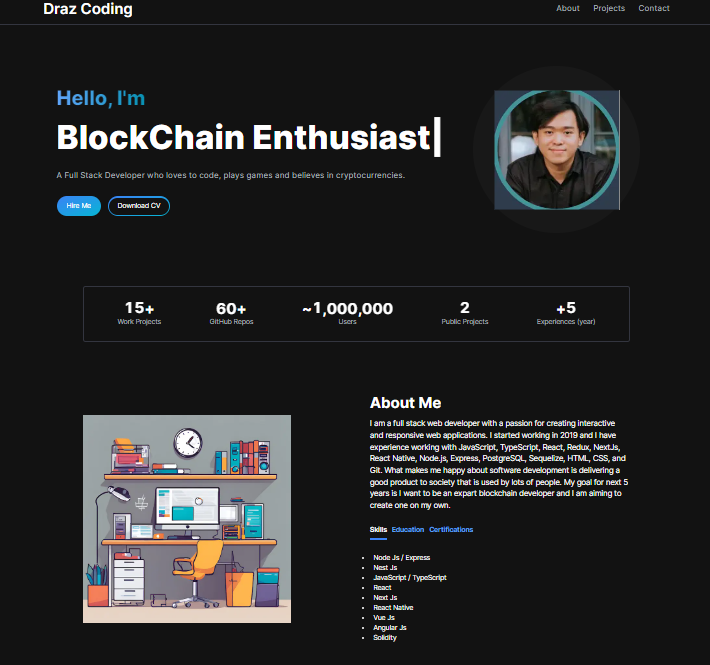 Draz Coding
About Projects Contact
Hello, I'm
BlockChain Enthusiast|
A Full Stack Developer who loves to code, plays games and believes in cryptocurrencies.
Hire Me Download CV
15+ 60+ ~1,000,000 2 +5
Work Projects GitHub Repos Users Public Projects Experiences (year)
About Me
I am a full stack web developer with a passion for creating interactive
and responsive web applications. I started working in 2019 and I have
experience working with JavaScript, TypeScript, React, Redux, NextJs,
React Native, Node.js, Express, PostgreSQL, Sequelize, HTML, CSS, and
Git. What makes me happy about software development is delivering a
good product to society that is used by lots of people. My goal for next 5
years is I want to be an expart blockchain developer and I am aiming to
create one on my own.
Skills Education Certifications
• Node Js / Express
• Nest Js
• JavaScript / TypeScript
• React
• Next Js
• React Native
• Vue Js
• Angular Js
• Solidity